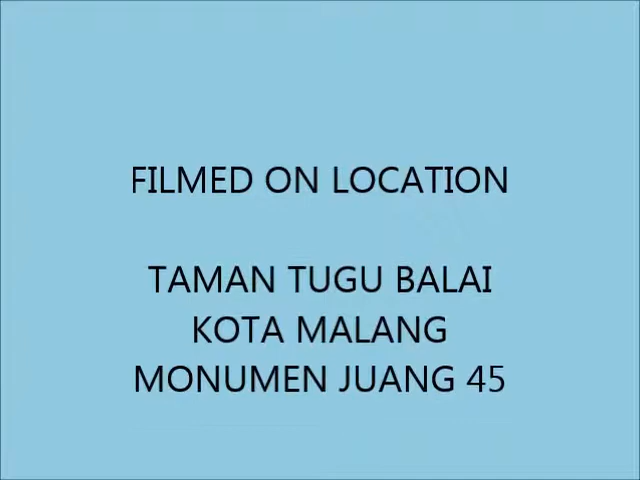 FILMED ON LOCATION
TAMAN TUGU BALAI
KOTA MALANG
MONUMEN JUANG 45